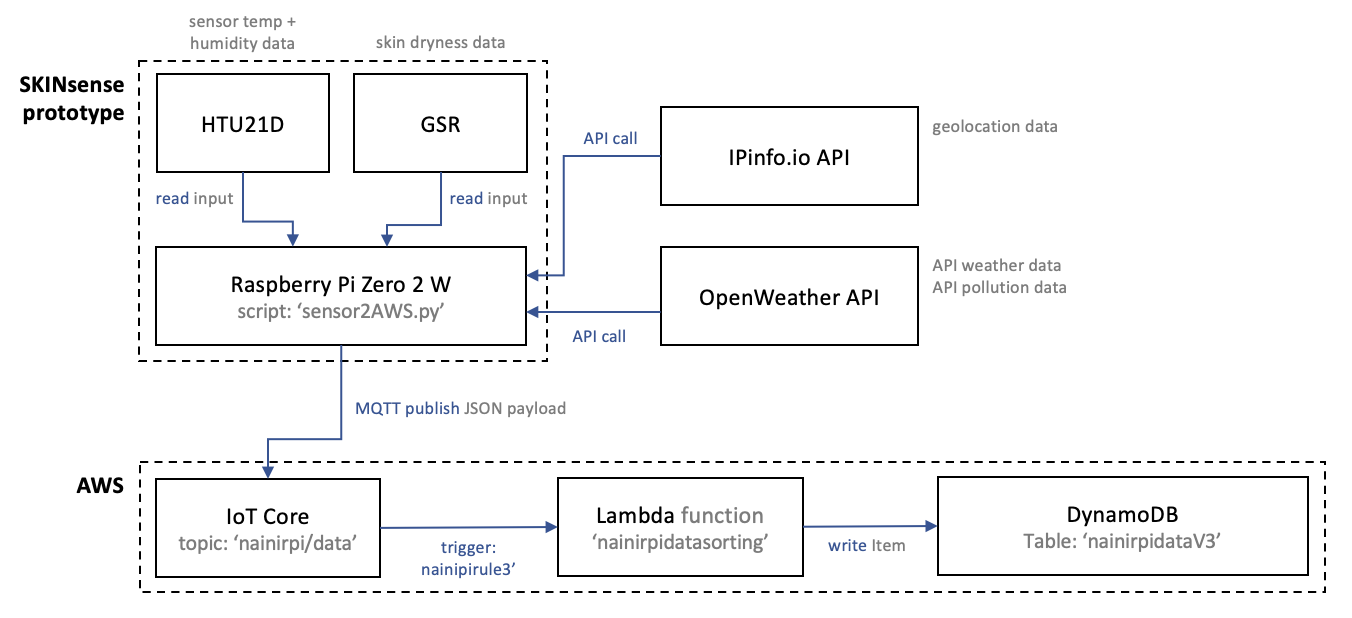 sensor temp +
humidity data
skin dryness data
SKINsense
prototype
HTU21D
GSR
IPinfo.io API
geolocation data
API call
read input
read input
Raspberry Pi Zero 2 W
script: ‘sensor2AWS.py’
OpenWeather API
API weather data
API pollution data
API call
MQTT publish JSON payload
AWS
IoT Core
topic: ‘nainirpi/data’
trigger:
nainipirule3’
Lambda function
‘nainirpidatasorting’
write Item
DynamoDB
Table: ‘nainirpidataV3’